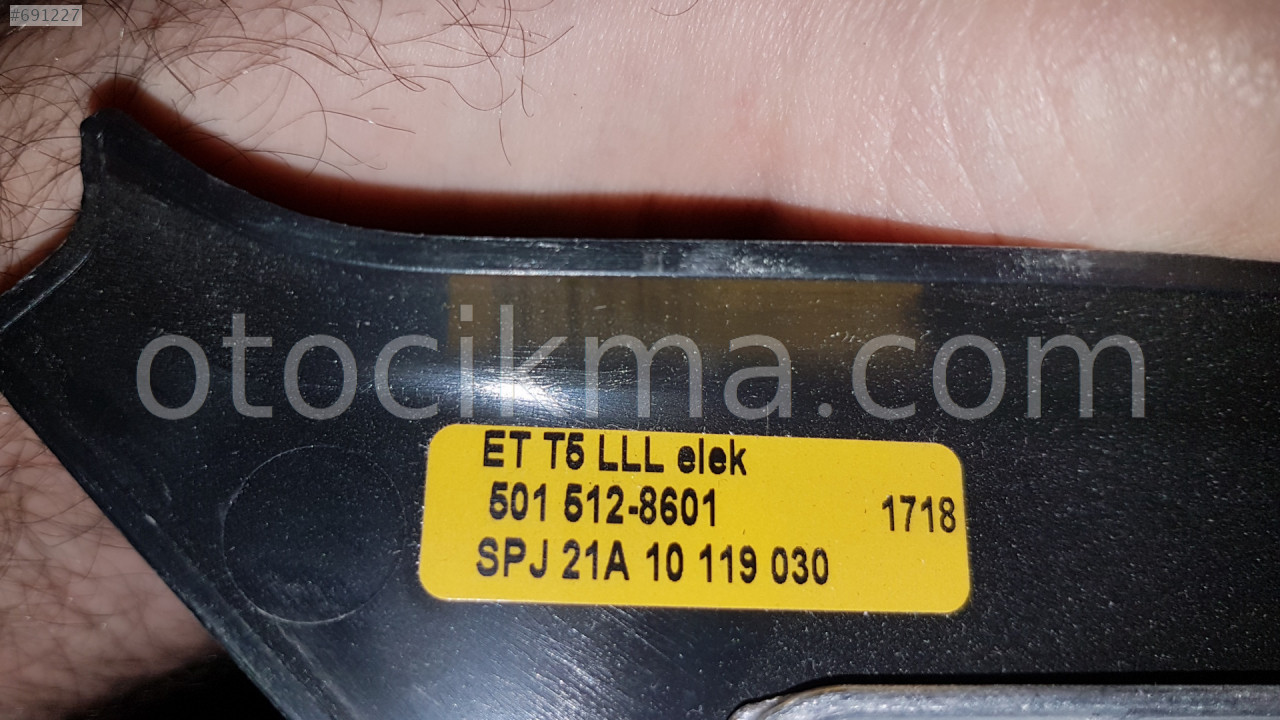 #691227
otocikma.com
ET T5 LLL elek
501 512-8601 1718
SPJ 21A 10 119 030